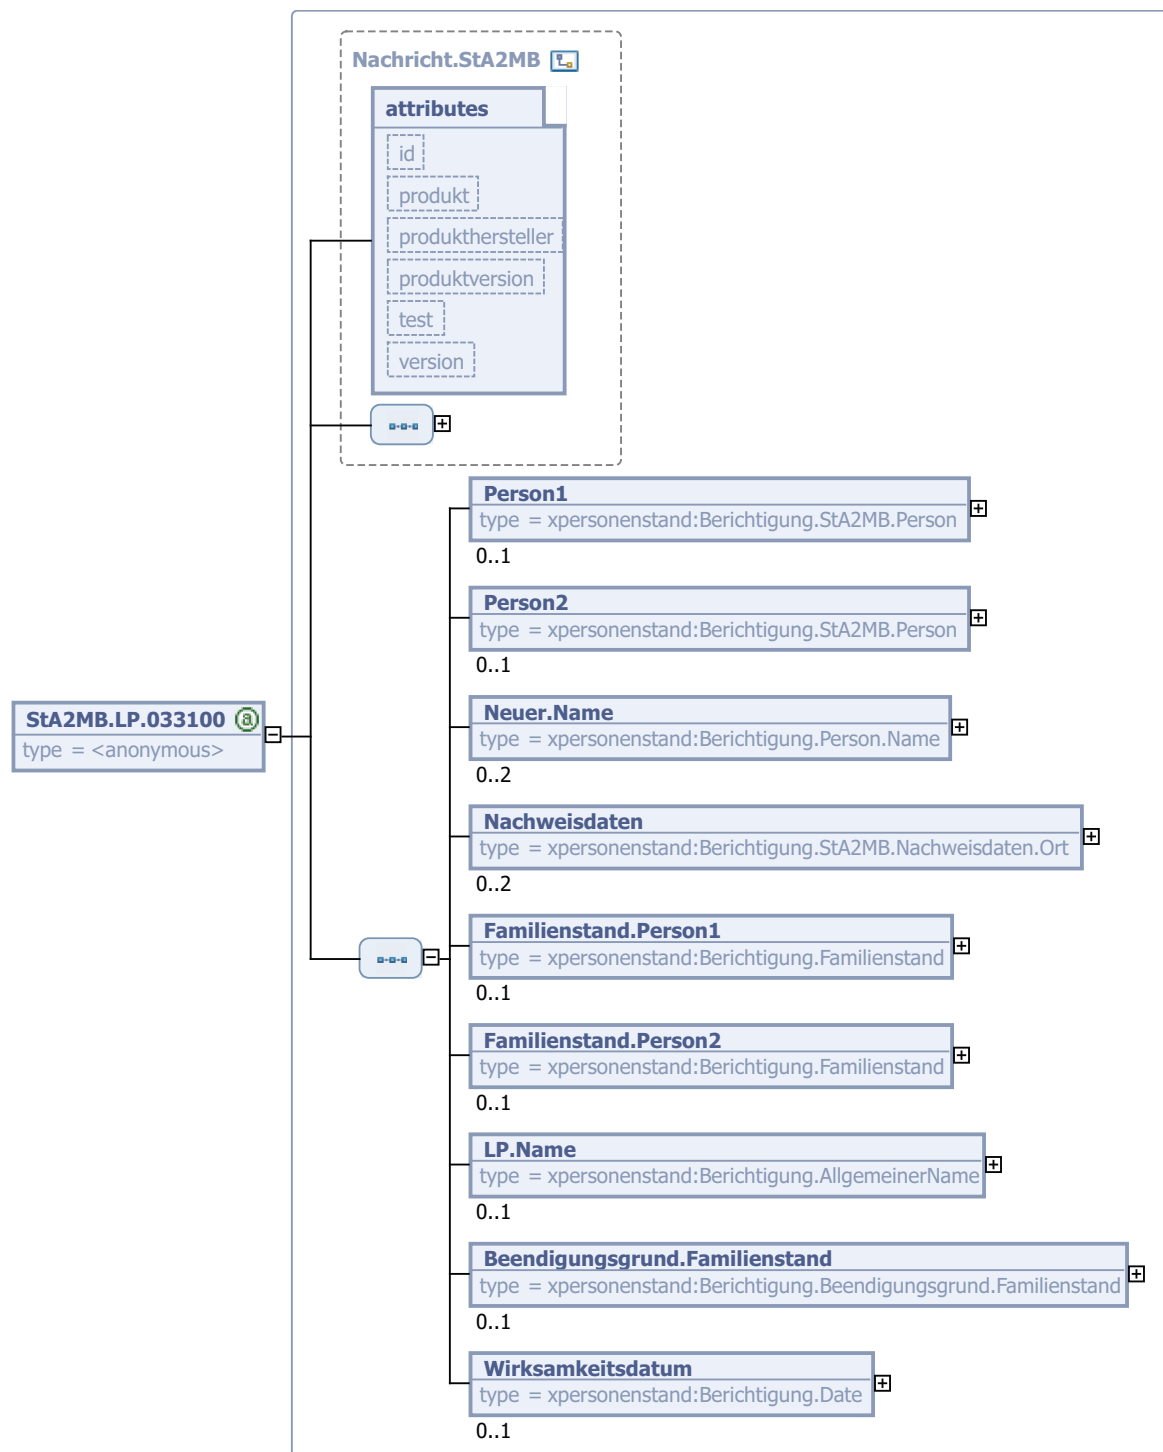 Nachricht.StA2MB
attributes
id
produkt
produkthersteller
produktversion
test
version
Person1
type = xpersonenstand:Berichtigung.StA2MB.Person
0..1
Person2
type = xpersonenstand:Berichtigung.StA2MB.Person
0..1
StA2MB.LP.033100 @
type = <anonymous>
Neuer.Name
type = xpersonenstand:Berichtigung.Person.Name
0..2
Nachweisdaten
type = xpersonenstand:Berichtigung.StA2MB.Nachweisdaten.Ort
0..2
Familienstand.Person1
type = xpersonenstand:Berichtigung.Familienstand
0..1
Familienstand.Person2
type = xpersonenstand:Berichtigung.Familienstand
0..1
LP.Name
type = xpersonenstand:Berichtigung.AllgemeinerName
0..1
Beendigungsgrund.Familienstand
type = xpersonenstand:Berichtigung.Beendigungsgrund.Familienstand
0..1
Wirksamkeitsdatum
type = xpersonenstand:Berichtigung.Date
0..1